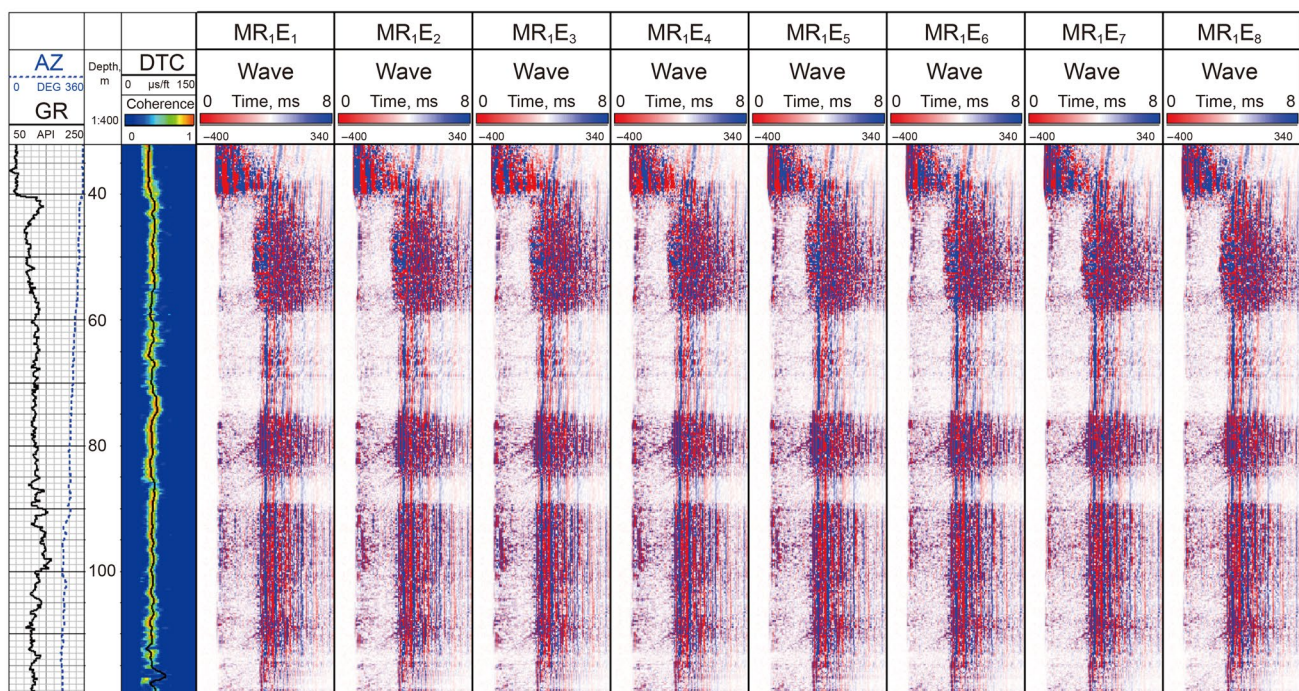 MR₁E₁ MR₁E₂ MR₁E₃ MR₁E₄ MR₁E₅ MR₁E₆ MR₁E₇ MR₁E₈
AZ Depth, m DTC Wave Wave Wave Wave Wave Wave Wave Wave
0 DEG 360 0 μs/ft 150
GR 1:400 Coherence 0 Time, ms 8 0 Time, ms 8 0 Time, ms 8 0 Time, ms 8 0 Time, ms 8 0 Time, ms 8 0 Time, ms 8 0 Time, ms 8
50 API 250 0 1 −400 340 −400 340 −400 340 −400 340 −400 340 −400 340 −400 340 −400 340
40
60
80
100